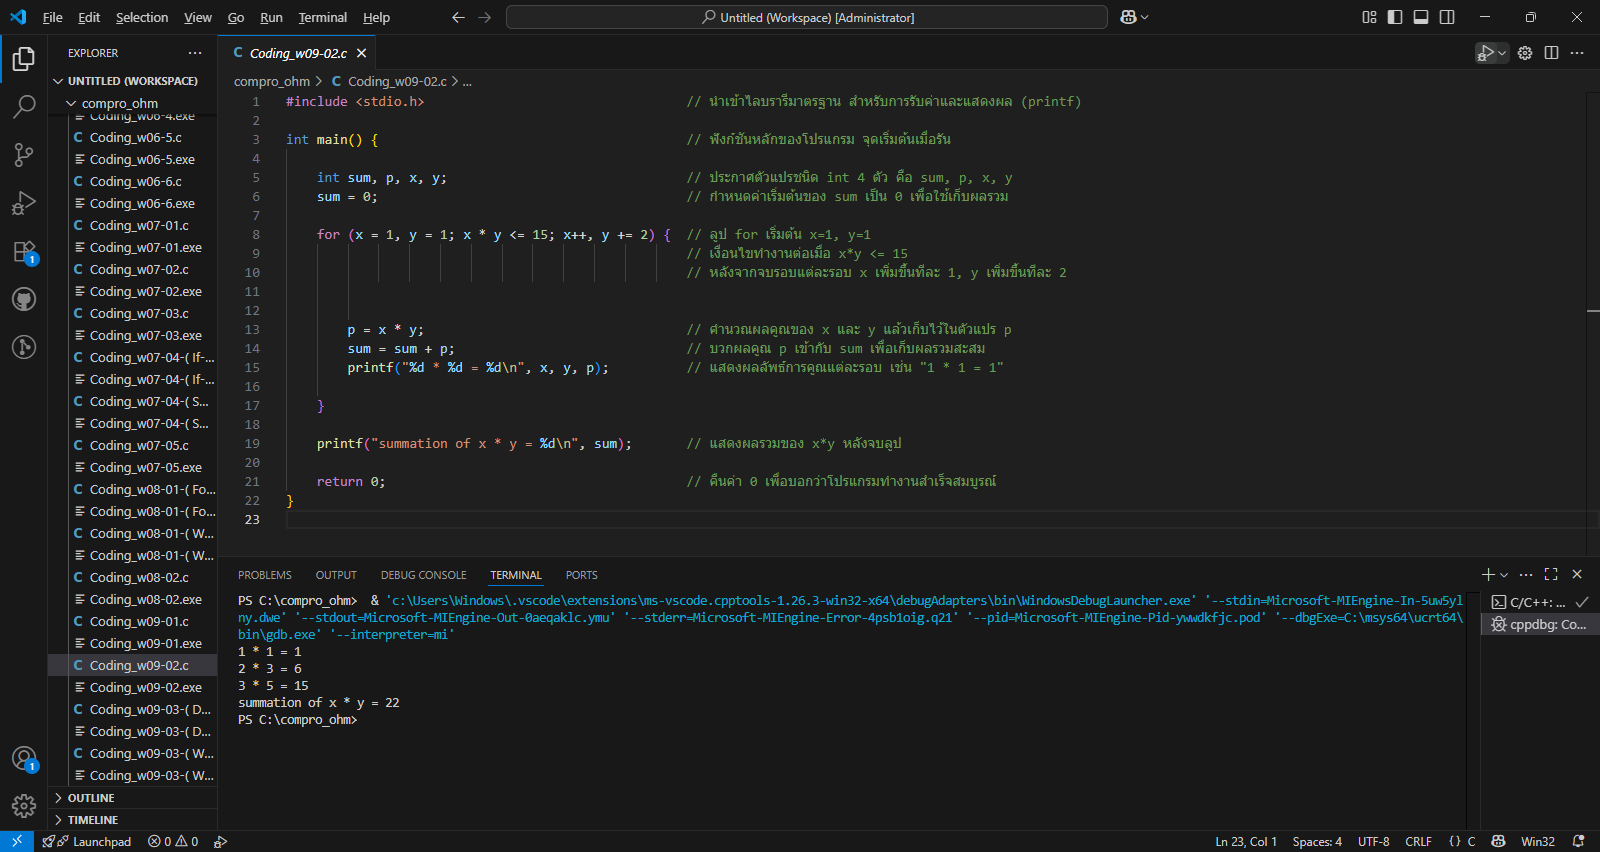 File Edit Selection View Go Run Terminal Help
Untitled (Workspace) [Administrator]
EXPLORER
UNTITLED (WORKSPACE)
compro_ohm
Coding_w06-4.exe
Coding_w06-5.c
Coding_w06-5.exe
Coding_w06-6.c
Coding_w06-6.exe
Coding_w07-01.c
Coding_w07-01.exe
Coding_w07-02.c
Coding_w07-02.exe
Coding_w07-03.c
Coding_w07-03.exe
Coding_w07-04-( If-...
Coding_w07-04-( If-...
Coding_w07-04-( S...
Coding_w07-04-( S...
Coding_w07-05.c
Coding_w07-05.exe
Coding_w08-01-( Fo...
Coding_w08-01-( Fo...
Coding_w08-01-( W...
Coding_w08-01-( W...
Coding_w08-02.c
Coding_w08-02.exe
Coding_w09-01.c
Coding_w09-01.exe
Coding_w09-02.c
Coding_w09-02.exe
Coding_w09-03-( D...
Coding_w09-03-( D...
Coding_w09-03-( W...
Coding_w09-03-( W...
OUTLINE
TIMELINE
C Coding_w09-02.c
compro_ohm > C Coding_w09-02.c > ...
1 #include <stdio.h> // นำเข้าไลบรารีมาตรฐาน สำหรับการรับค่าและแสดงผล (printf)
2
3 int main() { // ฟังก์ชันหลักของโปรแกรม จุดเริ่มต้นเมื่อรัน
4
5 int sum, p, x, y; // ประกาศตัวแปรชนิด int 4 ตัว คือ sum, p, x, y
6 sum = 0; // กำหนดค่าเริ่มต้นของ sum เป็น 0 เพื่อใช้เก็บผลรวม
7
8 for (x = 1, y = 1; x * y <= 15; x++, y += 2) { // ลูป for เริ่มต้น x=1, y=1
9 // เงื่อนไขทำงานต่อเมื่อ x*y <= 15
10 // หลังจากจบรอบแต่ละรอบ x เพิ่มขึ้นทีละ 1, y เพิ่มขึ้นทีละ 2
11
12
13 p = x * y; // คำนวณผลคูณของ x และ y แล้วเก็บไว้ในตัวแปร p
14 sum = sum + p; // บวกผลคูณ p เข้ากับ sum เพื่อเก็บผลรวมสะสม
15 printf("%d * %d = %d\n", x, y, p); // แสดงผลลัพธ์การคูณแต่ละรอบ เช่น "1 * 1 = 1"
16
17 }
18
19 printf("summation of x * y = %d\n", sum); // แสดงผลรวมของ x*y หลังจบลูป
20
21 return 0; // คืนค่า 0 เพื่อบอกว่าโปรแกรมทำงานสำเร็จสมบูรณ์
22 }
23
PROBLEMS OUTPUT DEBUG CONSOLE TERMINAL PORTS
PS C:\compro_ohm> & 'c:\Users\Windows\.vscode\extensions\ms-vscode.cpptools-1.26.3-win32-x64\debugAdapters\bin\WindowsDebugLauncher.exe' '--stdin=Microsoft-MIEngine-In-5uw5yl
ny.dwe' '--stdout=Microsoft-MIEngine-Out-0aeqaklc.ymu' '--stderr=Microsoft-MIEngine-Error-4psb1oig.q21' '--pid=Microsoft-MIEngine-Pid-ywwdkfjc.pod' '--dbgExe=C:\msys64\ucrt64\
bin\gdb.exe' '--interpreter=mi'
1 * 1 = 1
2 * 3 = 6
3 * 5 = 15
summation of x * y = 22
PS C:\compro_ohm>
C/C++: ...
cppdbg: Co...
1
1
Launchpad 0 0
Ln 23, Col 1 Spaces: 4 UTF-8 CRLF {} C Win32